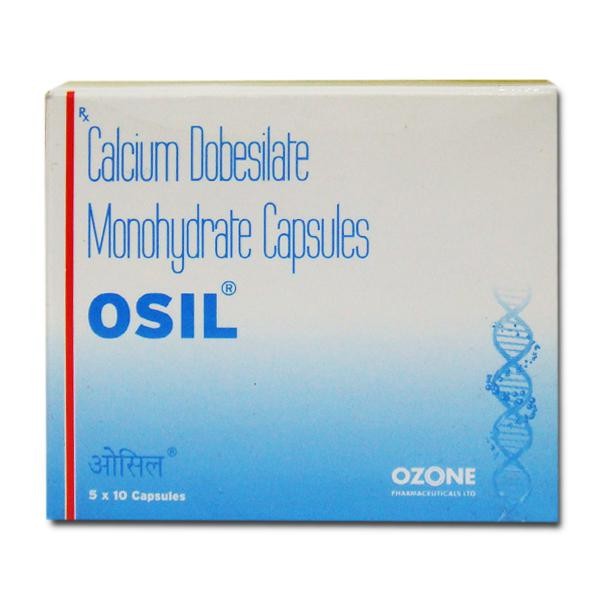 Rx
Calcium Dobesilate
Monohydrate Capsules
OSIL®
ओसिल®
5 x 10 Capsules
OZONE
PHARMACEUTICALS LTD